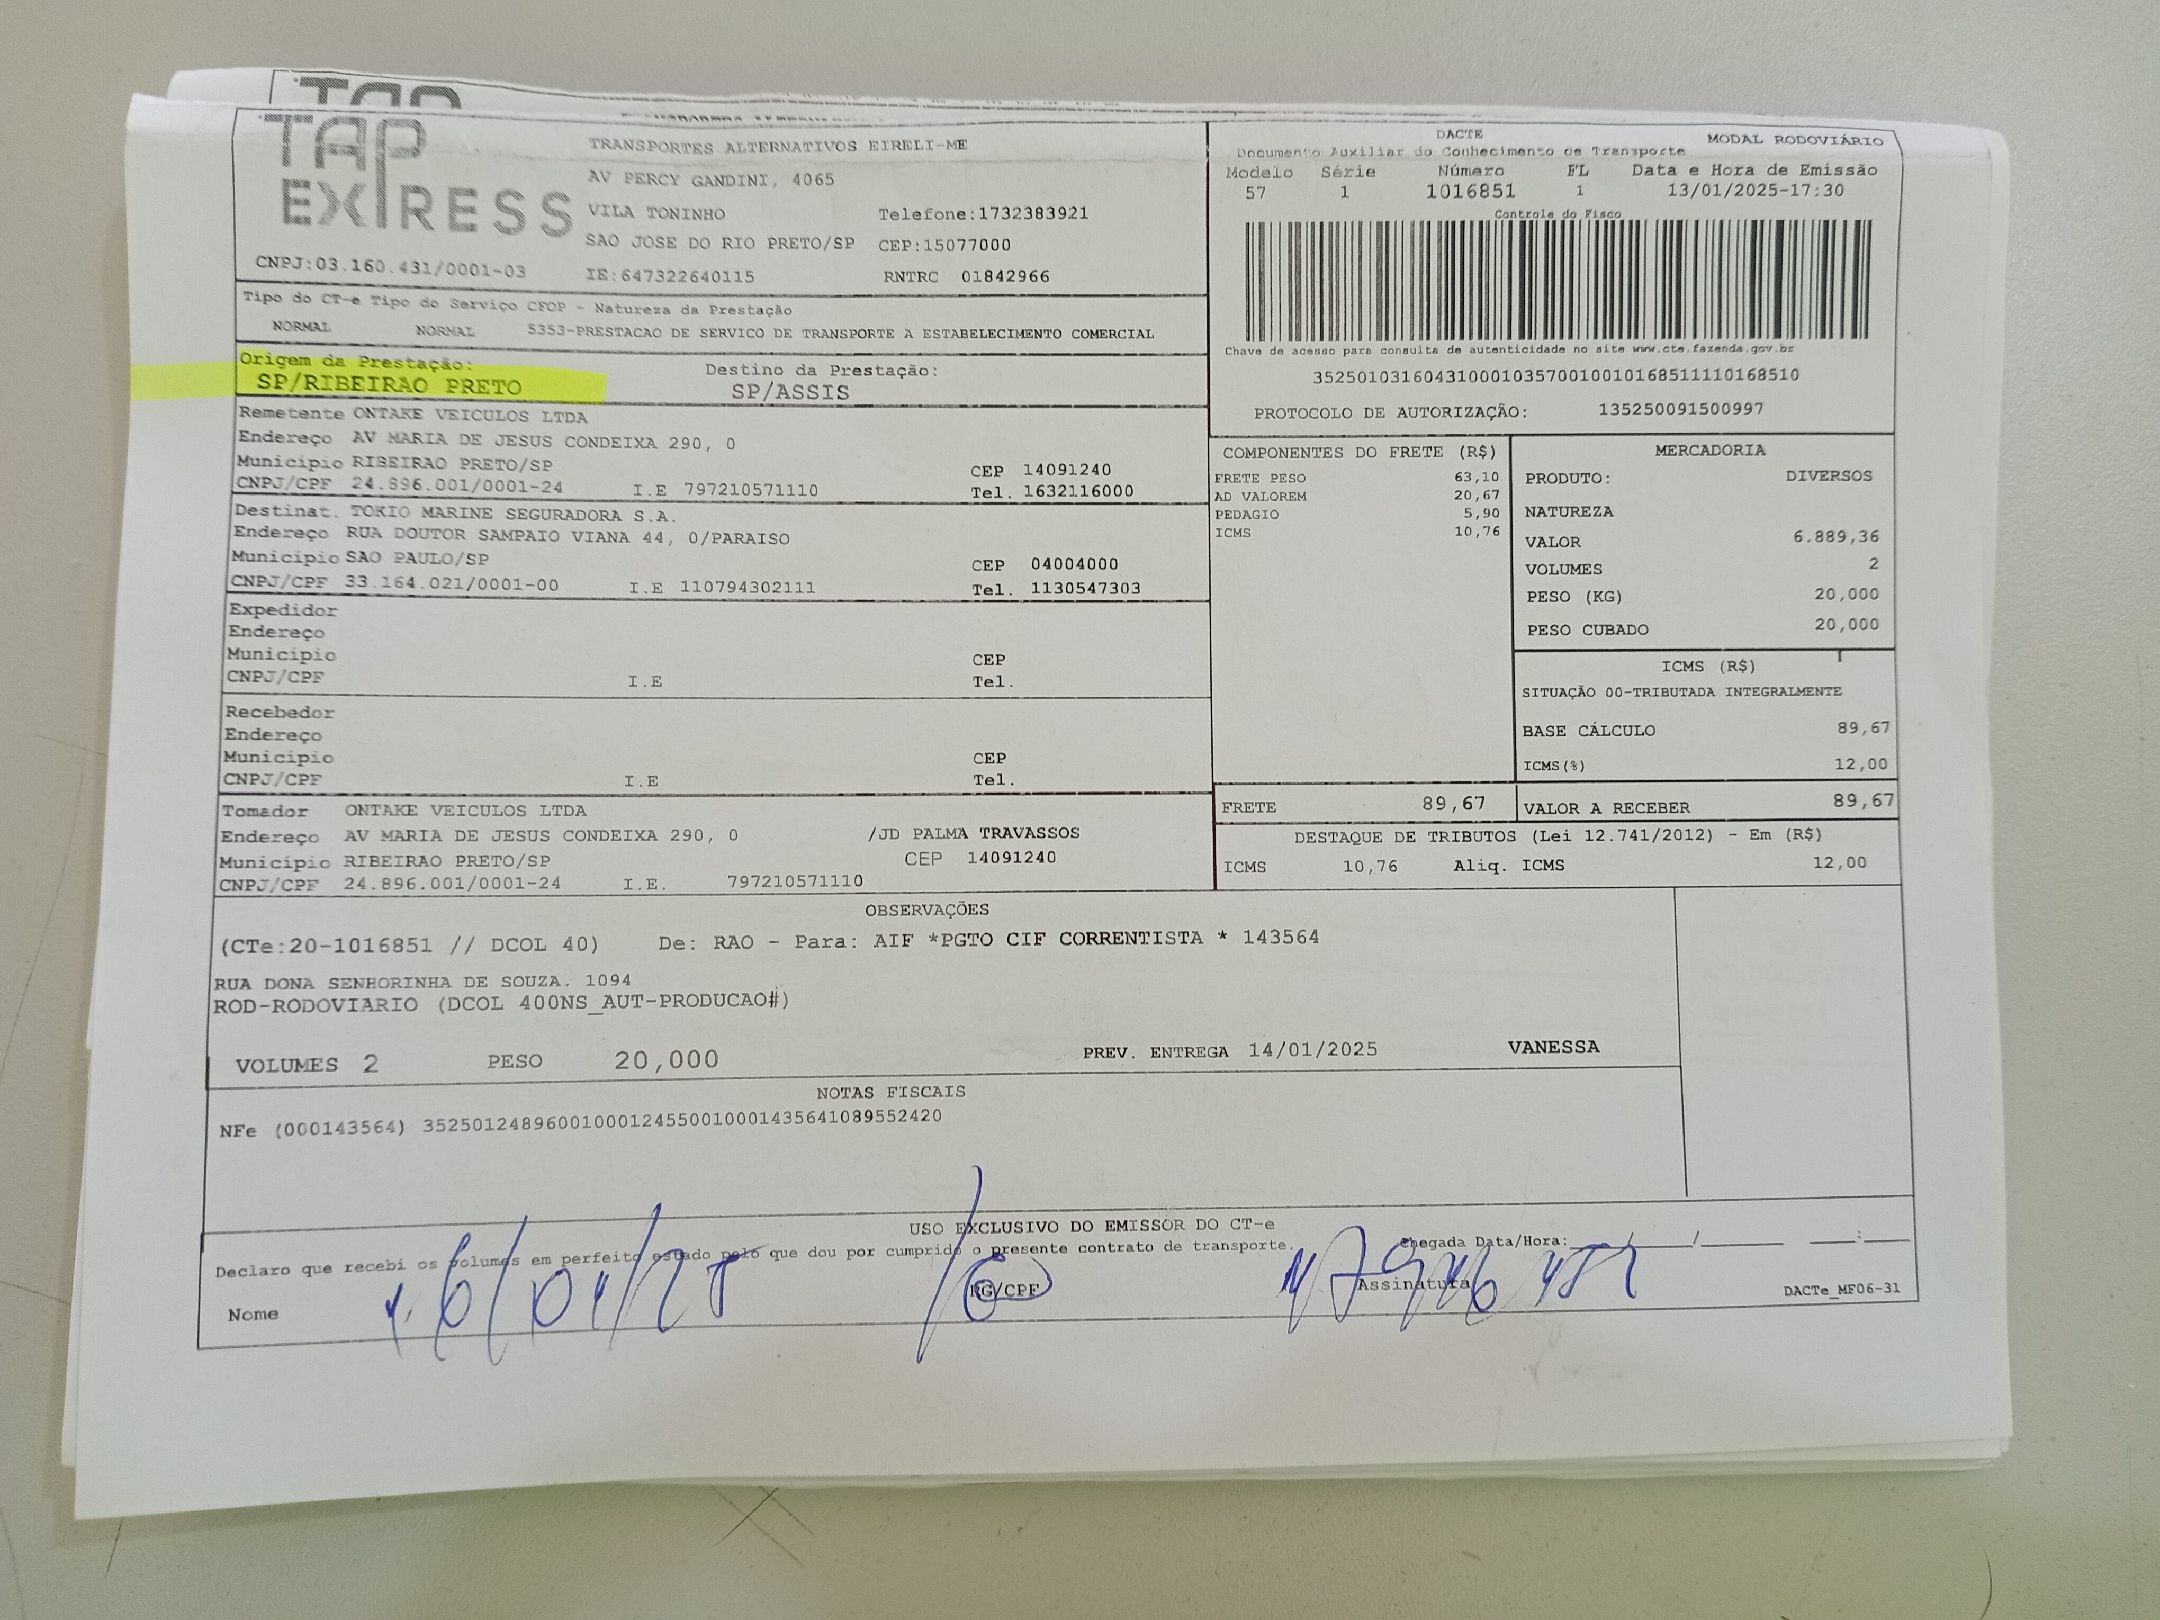 TAP
EXPRESS
TRANSPORTES ALTERNATIVOS EIRELI-ME
AV PERCY GANDINI, 4065
VILA TONINHO Telefone:1732383921
SAO JOSE DO RIO PRETO/SP CEP:15077000
CNPJ:03.160.431/0001-03 IE:647322640115 RNTRC 01842966
DACTE MODAL RODOVIÁRIO
Documento Auxiliar do Conhecimento de Transporte
Modelo Série Número FL Data e Hora de Emissão
57 1 1016851 1 13/01/2025-17:30
Controle do Fisco
Chave de acesso para consulta de autenticidade no site www.cte.fazenda.gov.br
35250103160431000103570010010168511110168510
PROTOCOLO DE AUTORIZAÇÃO: 135250091500997
Tipo do CT-e Tipo do Serviço CFOP - Natureza da Prestação
NORMAL NORMAL 5353-PRESTACAO DE SERVICO DE TRANSPORTE A ESTABELECIMENTO COMERCIAL
Origem da Prestação: Destino da Prestação:
SP/RIBEIRAO PRETO SP/ASSIS
Remetente ONTAKE VEICULOS LTDA
Endereço AV MARIA DE JESUS CONDEIXA 290, 0
Município RIBEIRAO PRETO/SP CEP 14091240
CNPJ/CPF 24.896.001/0001-24 I.E 797210571110 Tel. 1632116000
Destinat. TOKIO MARINE SEGURADORA S.A.
Endereço RUA DOUTOR SAMPAIO VIANA 44, 0/PARAISO
Município SAO PAULO/SP CEP 04004000
CNPJ/CPF 33.164.021/0001-00 I.E 110794302111 Tel. 1130547303
Expedidor
Endereço
Município CEP
CNPJ/CPF I.E Tel.
Recebedor
Endereço
Município CEP
CNPJ/CPF I.E Tel.
Tomador ONTAKE VEICULOS LTDA
Endereço AV MARIA DE JESUS CONDEIXA 290, 0 /JD PALMA TRAVASSOS
Município RIBEIRAO PRETO/SP CEP 14091240
CNPJ/CPF 24.896.001/0001-24 I.E. 797210571110
COMPONENTES DO FRETE (R$)
FRETE PESO 63,10
AD VALOREM 20,67
PEDAGIO 5,90
ICMS 10,76
MERCADORIA
PRODUTO: DIVERSOS
NATUREZA
VALOR 6.889,36
VOLUMES 2
PESO (KG) 20,000
PESO CUBADO 20,000
ICMS (R$)
SITUAÇÃO 00-TRIBUTADA INTEGRALMENTE
BASE CÁLCULO 89,67
ICMS(%) 12,00
FRETE 89,67 VALOR A RECEBER 89,67
DESTAQUE DE TRIBUTOS (Lei 12.741/2012) - Em (R$)
ICMS 10,76 Aliq. ICMS 12,00
OBSERVAÇÕES
(CTe:20-1016851 // DCOL 40) De: RAO - Para: AIF *PGTO CIF CORRENTISTA * 143564
RUA DONA SENHORINHA DE SOUZA. 1094
ROD-RODOVIARIO (DCOL 400NS_AUT-PRODUCAO#)
VOLUMES 2 PESO 20,000 PREV. ENTREGA 14/01/2025 VANESSA
NOTAS FISCAIS
NFe (000143564) 35250124896001000124550010001435641089552420
USO EXCLUSIVO DO EMISSOR DO CT-e
Declaro que recebi os volumes em perfeito estado pelo que dou por cumprido o presente contrato de transporte. Chegada Data/Hora: / / :
Nome RG/CPF Assinatura DACTe_MF06-31